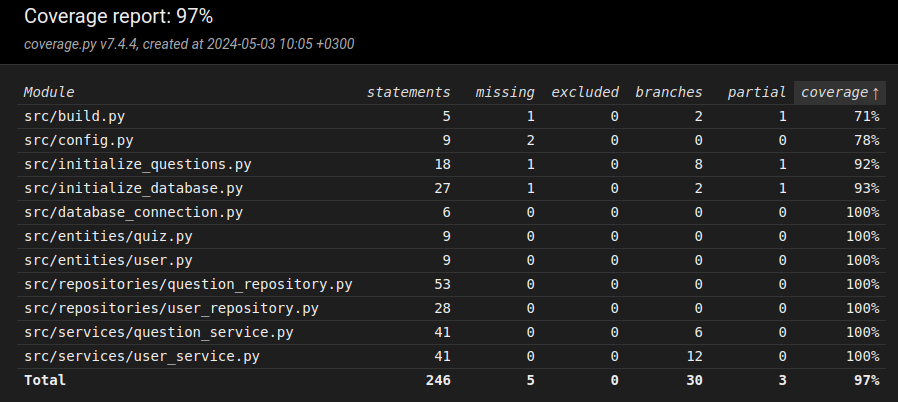 Coverage report: 97%
coverage.py v7.4.4, created at 2024-05-03 10:05 +0300
Module statements missing excluded branches partial coverage ↑
src/build.py 5 1 0 2 1 71%
src/config.py 9 2 0 0 0 78%
src/initialize_questions.py 18 1 0 8 1 92%
src/initialize_database.py 27 1 0 2 1 93%
src/database_connection.py 6 0 0 0 0 100%
src/entities/quiz.py 9 0 0 0 0 100%
src/entities/user.py 9 0 0 0 0 100%
src/repositories/question_repository.py 53 0 0 0 0 100%
src/repositories/user_repository.py 28 0 0 0 0 100%
src/services/question_service.py 41 0 0 6 0 100%
src/services/user_service.py 41 0 0 12 0 100%
Total 246 5 0 30 3 97%